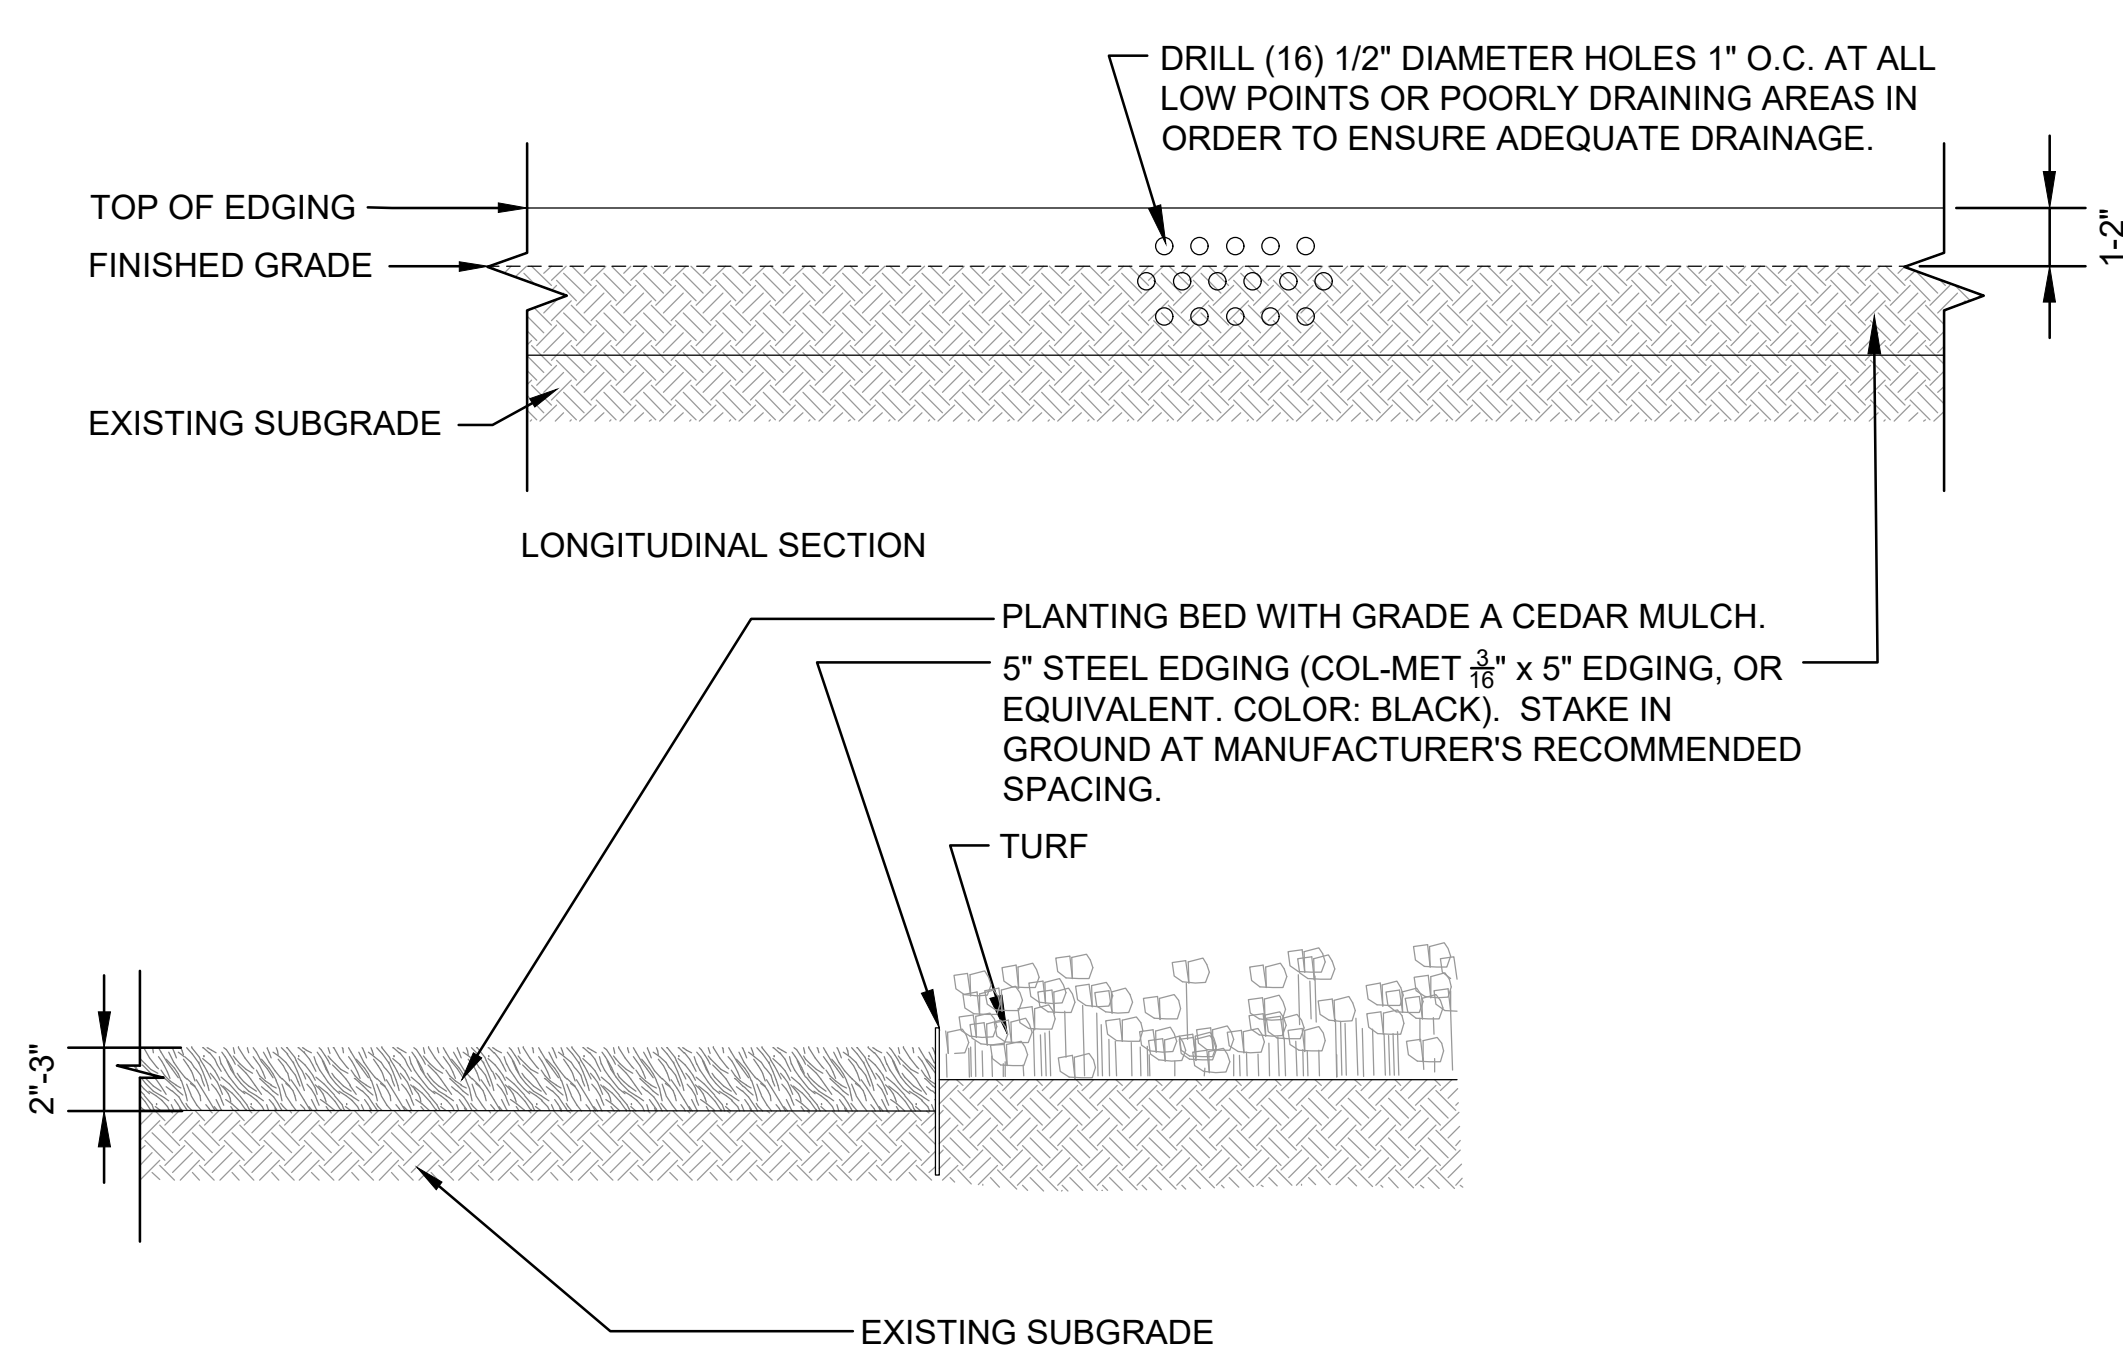 DRILL (16) 1/2" DIAMETER HOLES 1" O.C. AT ALL
LOW POINTS OR POORLY DRAINING AREAS IN
ORDER TO ENSURE ADEQUATE DRAINAGE.
TOP OF EDGING
1-2"
FINISHED GRADE
EXISTING SUBGRADE
LONGITUDINAL SECTION
PLANTING BED WITH GRADE A CEDAR MULCH.
5" STEEL EDGING (COL-MET 3/16" x 5" EDGING, OR
EQUIVALENT. COLOR: BLACK). STAKE IN
GROUND AT MANUFACTURER'S RECOMMENDED
SPACING.
TURF
2"-3"
EXISTING SUBGRADE